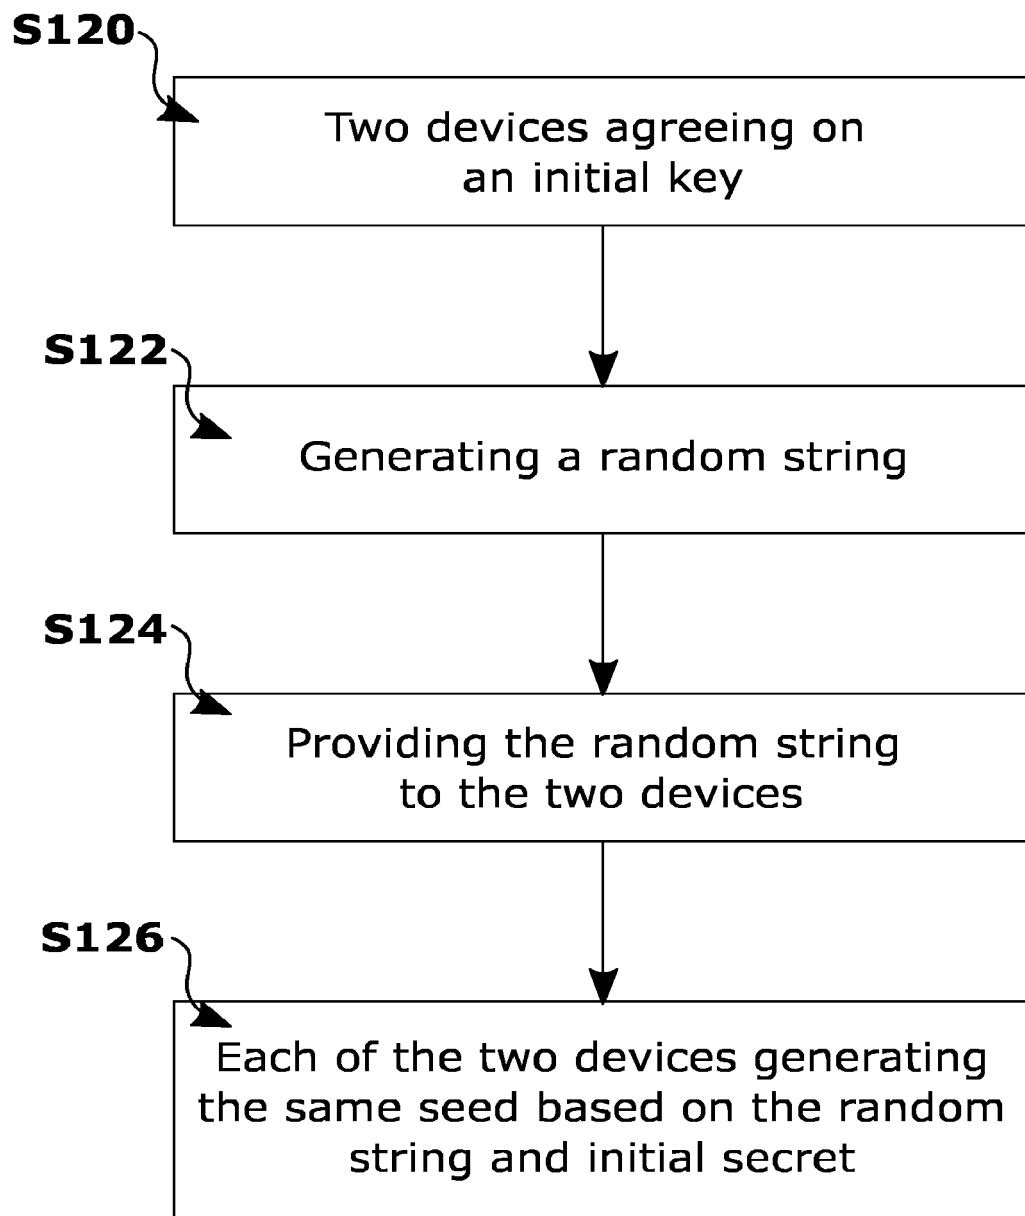 S120
Two devices agreeing on
an initial key
S122
Generating a random string
S124
Providing the random string
to the two devices
S126
Each of the two devices generating
the same seed based on the random
string and initial secret